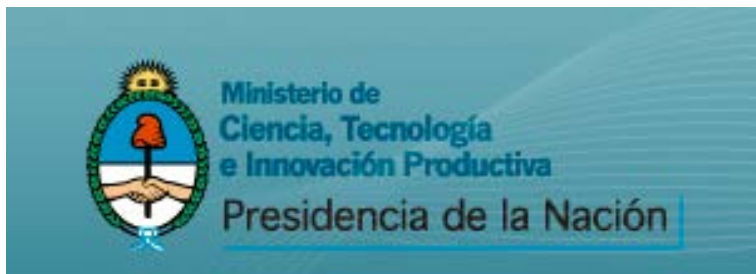 Ministerio de
Ciencia, Tecnología
e Innovación Productiva
Presidencia de la Nación